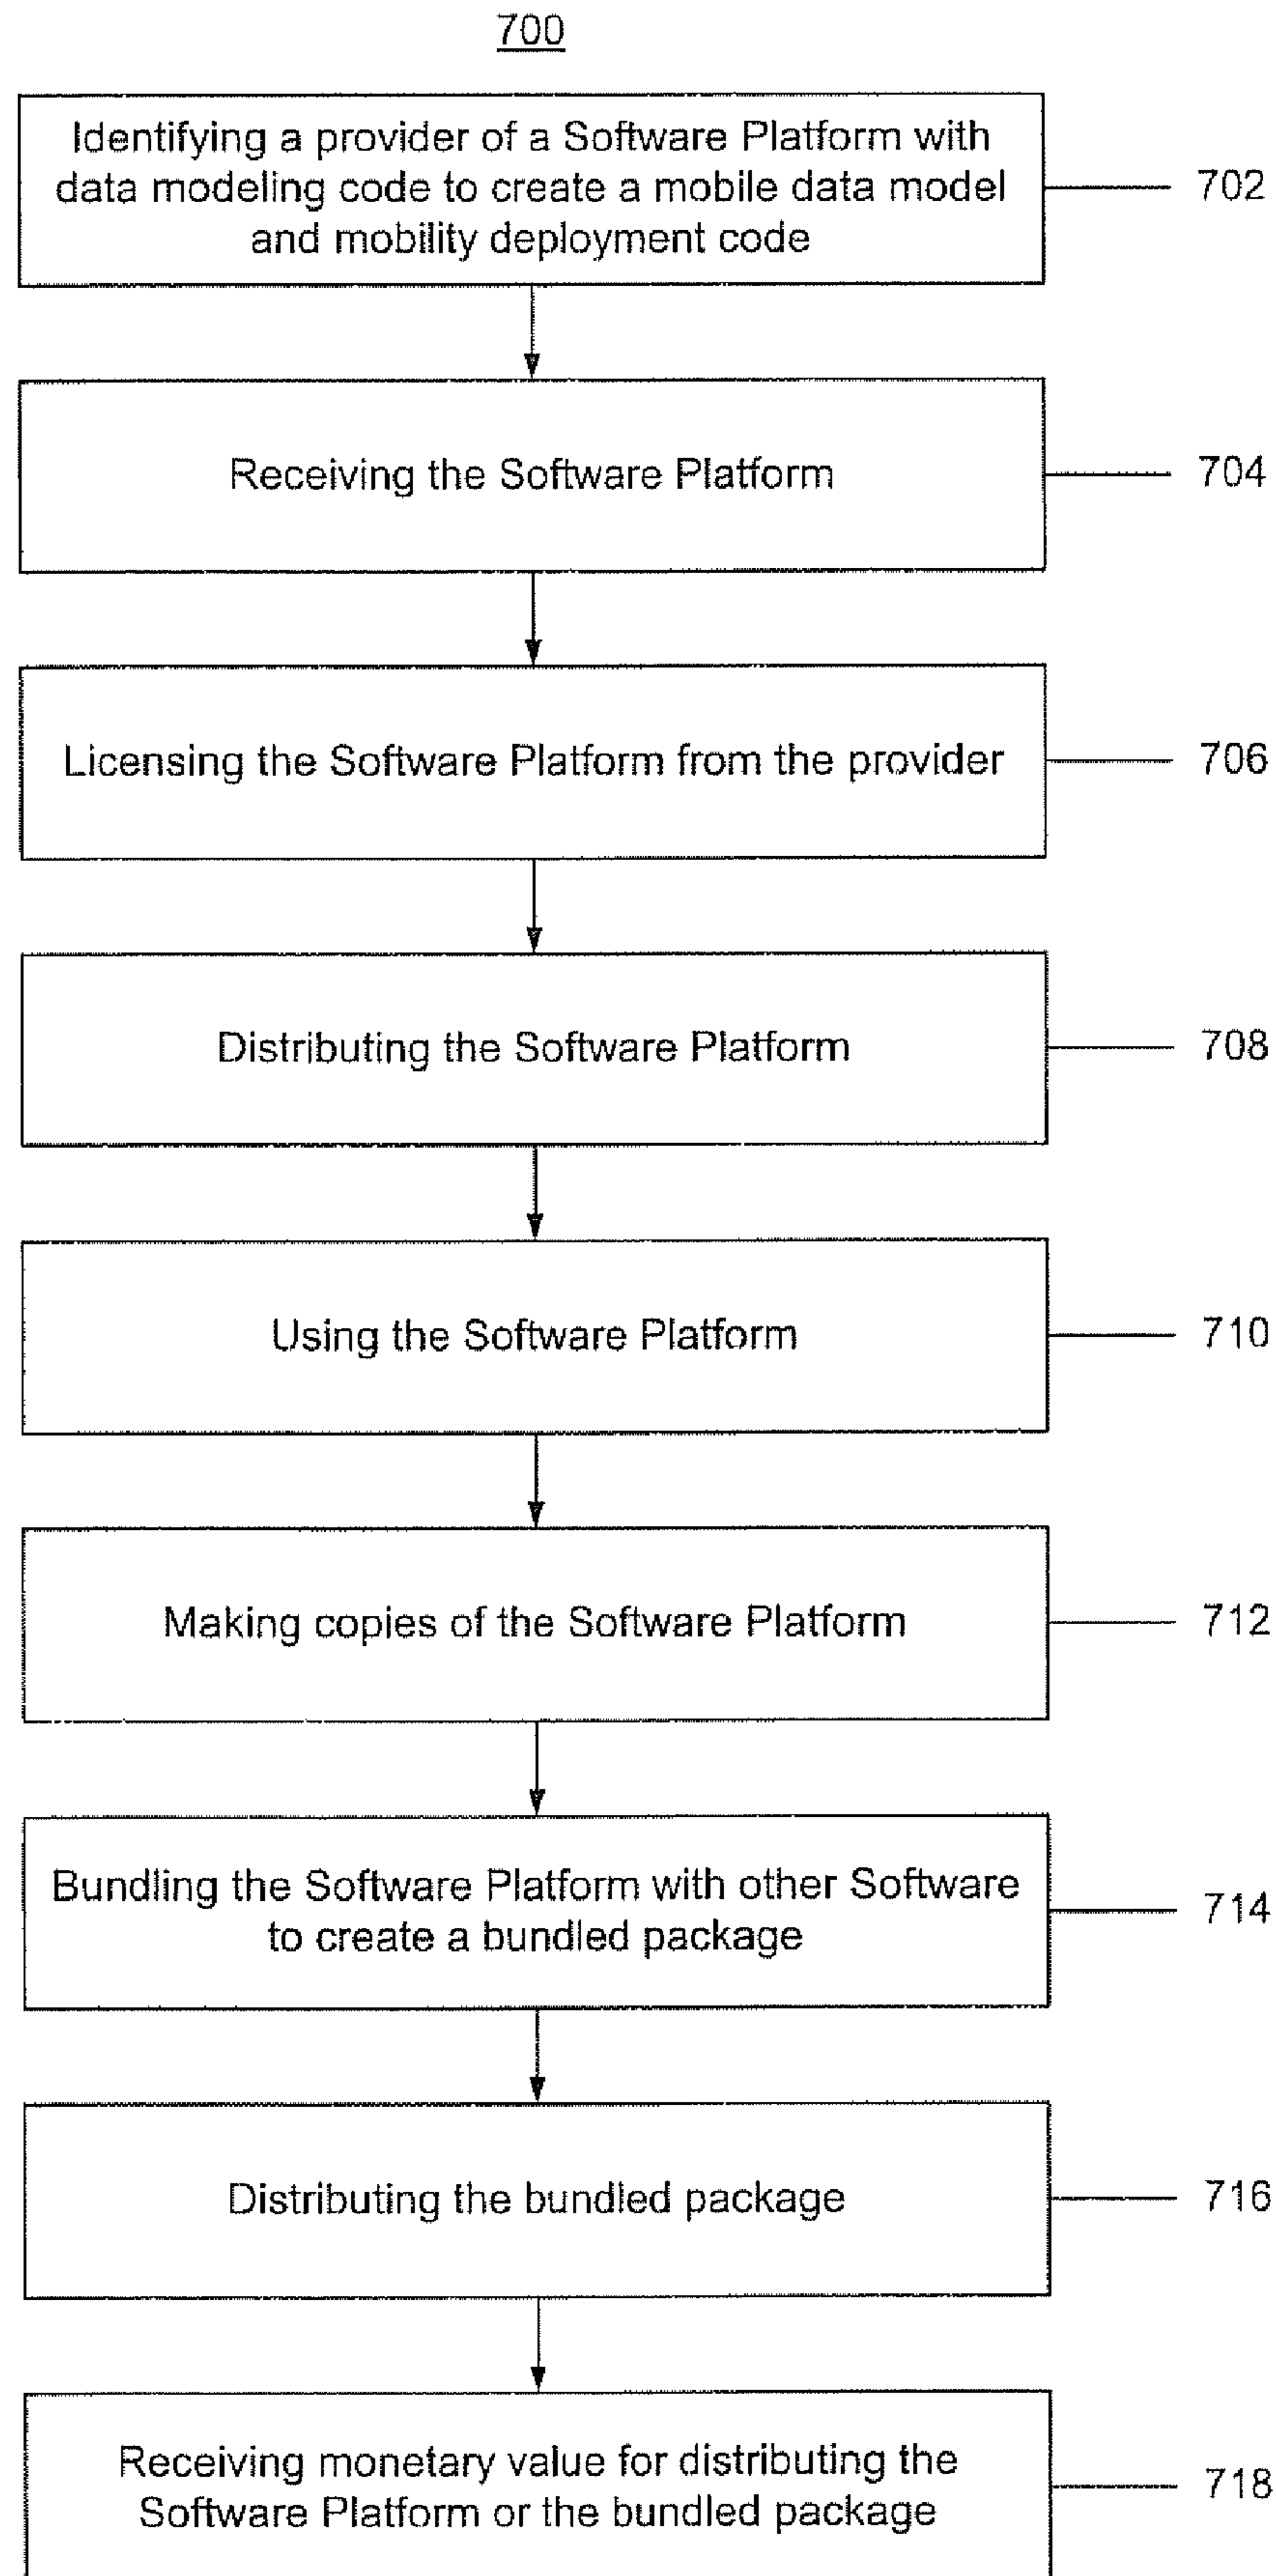 700
Identifying a provider of a Software Platform with
data modeling code to create a mobile data model
and mobility deployment code
702
Receiving the Software Platform
704
Licensing the Software Platform from the provider
706
Distributing the Software Platform
708
Using the Software Platform
710
Making copies of the Software Platform
712
Bundling the Software Platform with other Software
to create a bundled package
714
Distributing the bundled package
716
Receiving monetary value for distributing the
Software Platform or the bundled package
718